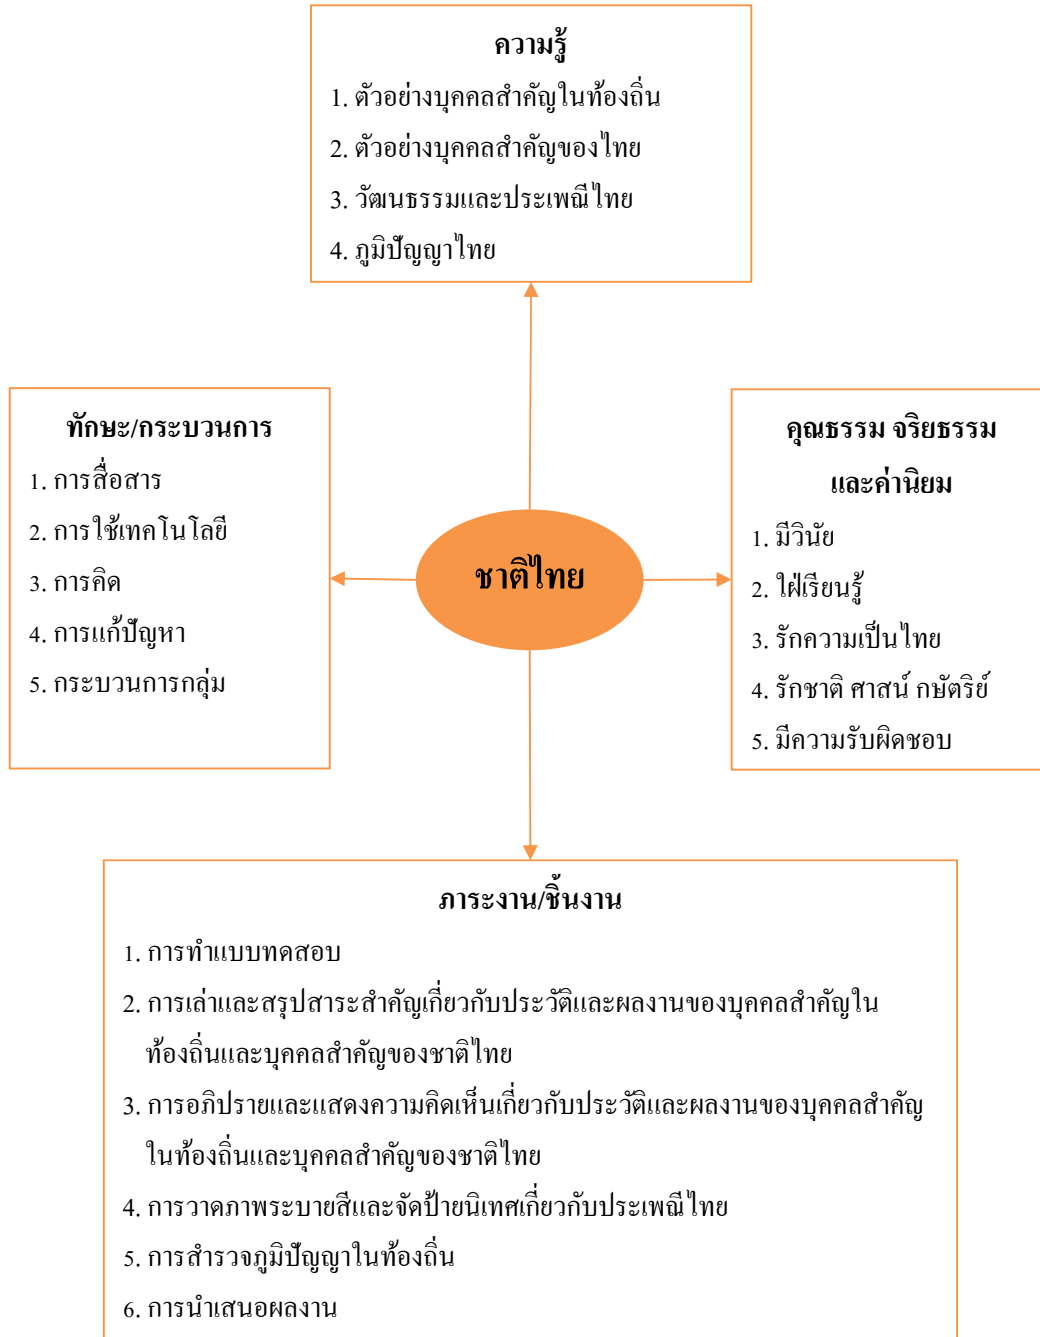 ความรู้
1. ตัวอย่างบุคคลสำคัญในท้องถิ่น
2. ตัวอย่างบุคคลสำคัญของไทย
3. วัฒนธรรมและประเพณีไทย
4. ภูมิปัญญาไทย
ทักษะ/กระบวนการ
1. การสื่อสาร
2. การใช้เทคโนโลยี
3. การคิด
4. การแก้ปัญหา
5. กระบวนการกลุ่ม
ชาติไทย
คุณธรรม จริยธรรม
และค่านิยม
1. มีวินัย
2. ใฝ่เรียนรู้
3. รักความเป็นไทย
4. รักชาติ ศาสน์ กษัตริย์
5. มีความรับผิดชอบ
ภาระงาน/ชิ้นงาน
1. การทำแบบทดสอบ
2. การเล่าและสรุปสาระสำคัญเกี่ยวกับประวัติและผลงานของบุคคลสำคัญใน
ท้องถิ่นและบุคคลสำคัญของชาติไทย
3. การอภิปรายและแสดงความคิดเห็นเกี่ยวกับประวัติและผลงานของบุคคลสำคัญ
ในท้องถิ่นและบุคคลสำคัญของชาติไทย
4. การวาดภาพระบายสีและจัดป้ายนิเทศเกี่ยวกับประเพณีไทย
5. การสำรวจภูมิปัญญาในท้องถิ่น
6. การนำเสนอผลงาน